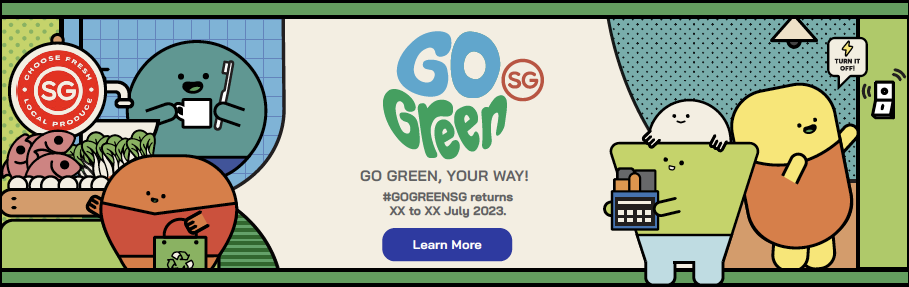 CHOOSE FRESH
SG
LOCAL PRODUCE
GO
SG
Green
GO GREEN, YOUR WAY!
#GOGREENSG returns
XX to XX July 2023.
Learn More
TURN IT
OFF!